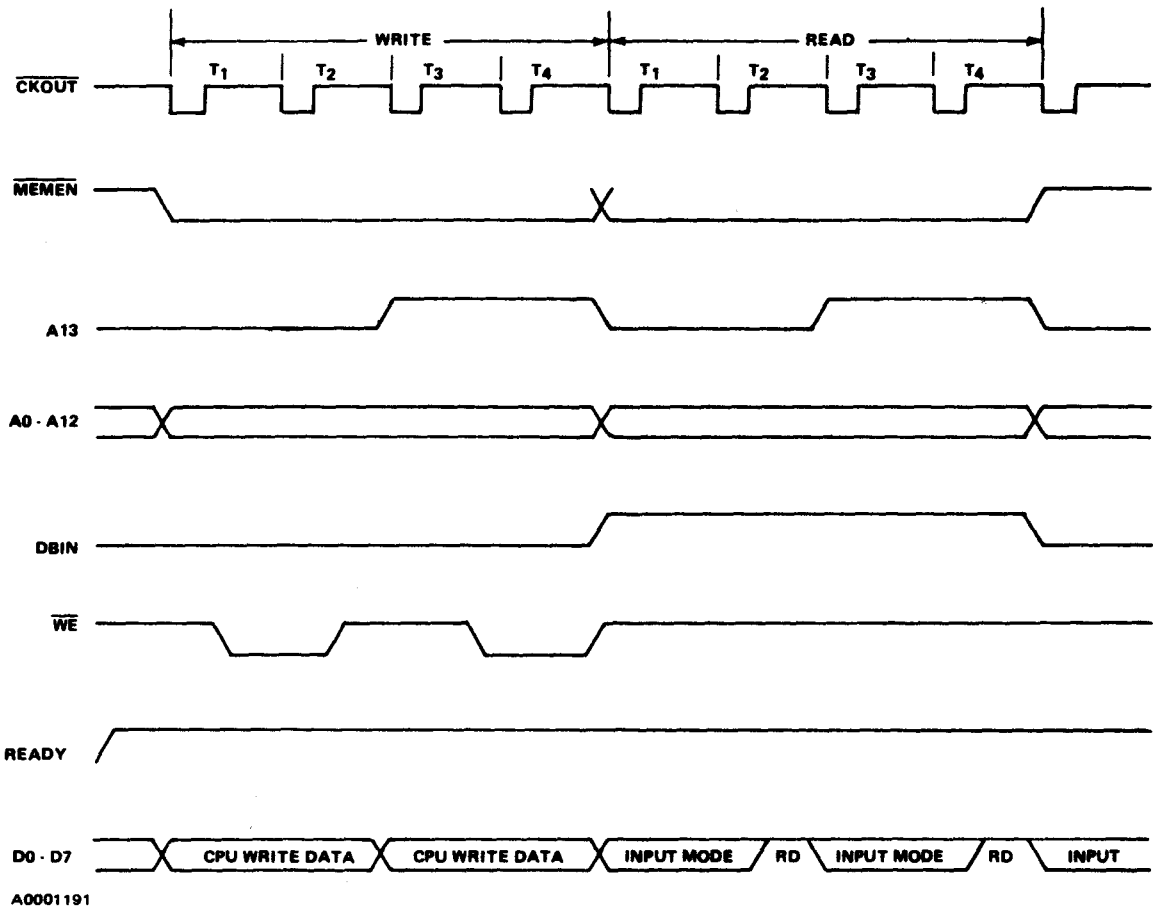 WRITE READ
T1 T2 T3 T4 T1 T2 T3 T4
CKOUT
MEMEN
A13
A0 - A12
DBIN
WE
READY
D0 - D7 CPU WRITE DATA CPU WRITE DATA INPUT MODE RD INPUT MODE RD INPUT
A0001191